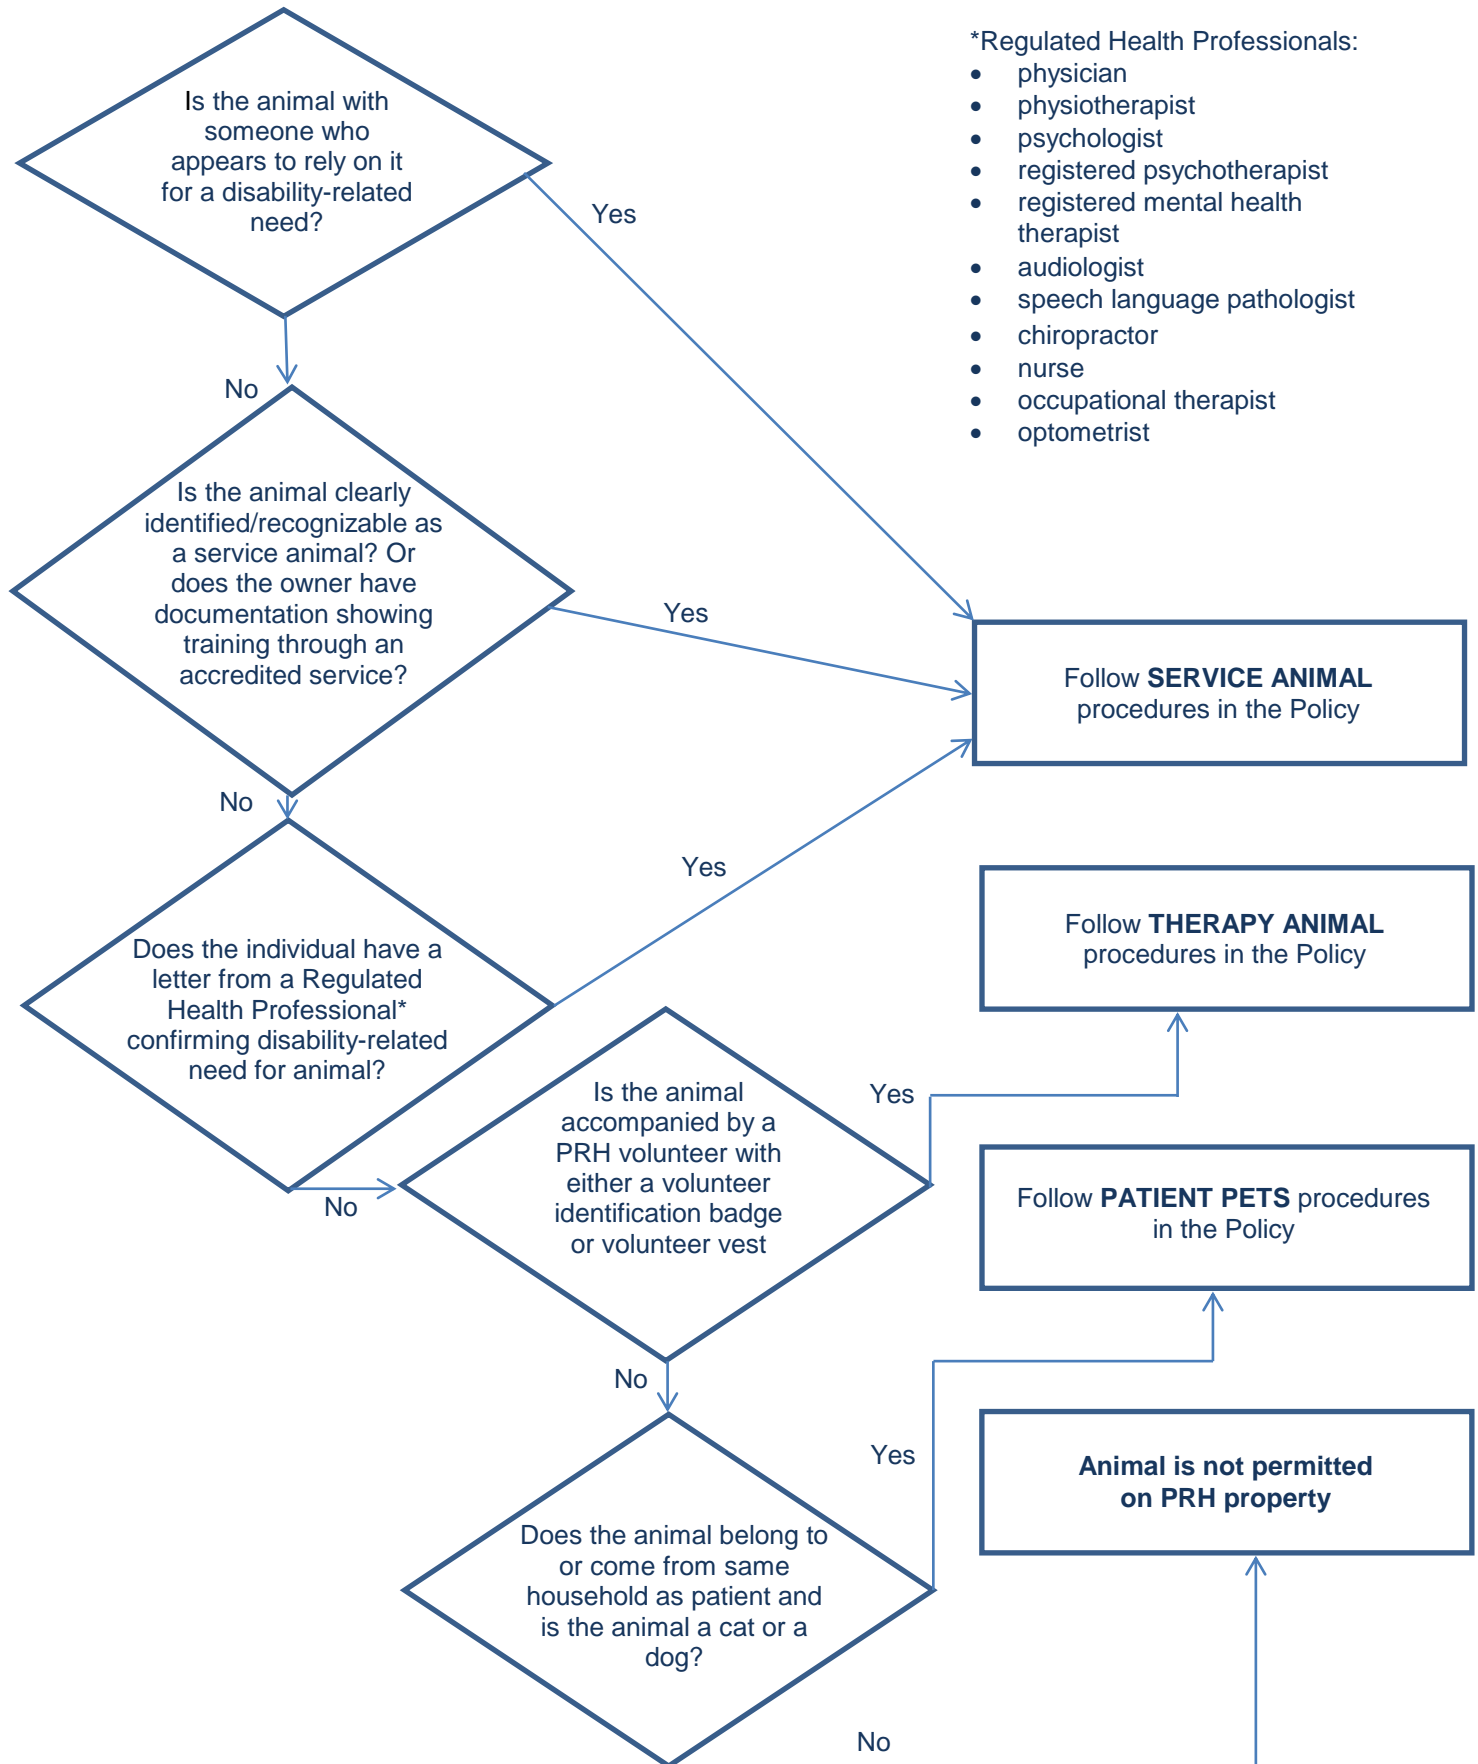 *Regulated Health Professionals:
• physician
• physiotherapist
• psychologist
• registered psychotherapist
• registered mental health
therapist
• audiologist
• speech language pathologist
• chiropractor
• nurse
• occupational therapist
• optometrist
Is the animal with
someone who
appears to rely on it
for a disability-related
need?
Yes
No
Is the animal clearly
identified/recognizable as
a service animal? Or
does the owner have
documentation showing
training through an
accredited service?
Yes
Follow SERVICE ANIMAL
procedures in the Policy
No
Does the individual have a
letter from a Regulated
Health Professional*
confirming disability-related
need for animal?
Yes
No
Is the animal
accompanied by a
PRH volunteer with
either a volunteer
identification badge
or volunteer vest
Yes
Follow THERAPY ANIMAL
procedures in the Policy
No
Does the animal belong to
or come from same
household as patient and
is the animal a cat or a
dog?
Yes
Follow PATIENT PETS procedures
in the Policy
No
Animal is not permitted
on PRH property